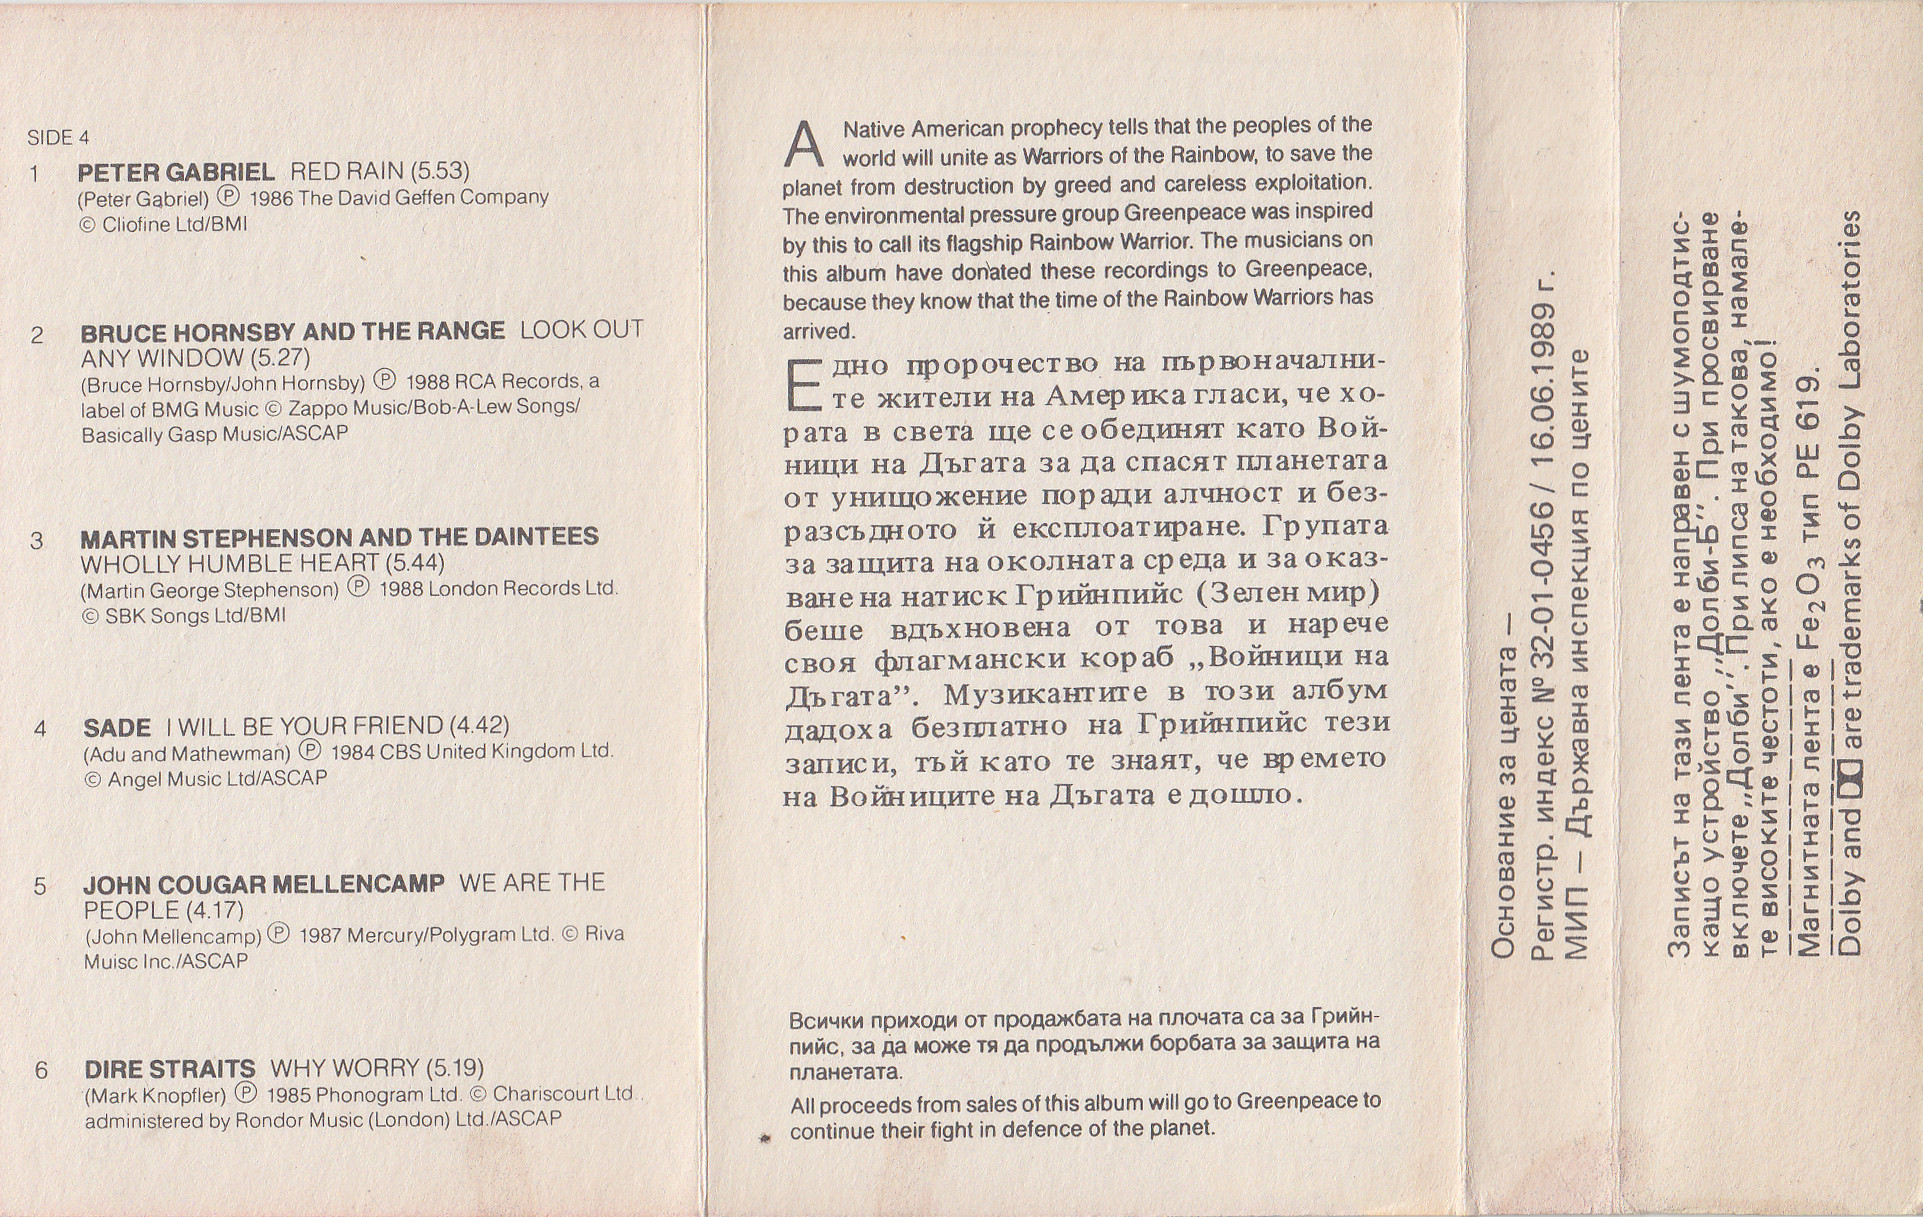 SIDE 4
1 PETER GABRIEL RED RAIN (5.53)
(Peter Gabriel) ℗ 1986 The David Geffen Company
© Cliofine Ltd/BMI
2 BRUCE HORNSBY AND THE RANGE LOOK OUT
ANY WINDOW (5.27)
(Bruce Hornsby/John Hornsby) ℗ 1988 RCA Records, a
label of BMG Music © Zappo Music/Bob-A-Lew Songs/
Basically Gasp Music/ASCAP
3 MARTIN STEPHENSON AND THE DAINTEES
WHOLLY HUMBLE HEART (5.44)
(Martin George Stephenson) ℗ 1988 London Records Ltd.
© SBK Songs Ltd/BMI
4 SADE I WILL BE YOUR FRIEND (4.42)
(Adu and Mathewman) ℗ 1984 CBS United Kingdom Ltd.
© Angel Music Ltd/ASCAP
5 JOHN COUGAR MELLENCAMP WE ARE THE
PEOPLE (4.17)
(John Mellencamp) ℗ 1987 Mercury/Polygram Ltd. © Riva
Muisc Inc./ASCAP
6 DIRE STRAITS WHY WORRY (5.19)
(Mark Knopfler) ℗ 1985 Phonogram Ltd. © Chariscourt Ltd.
administered by Rondor Music (London) Ltd./ASCAP
A Native American prophecy tells that the peoples of the
world will unite as Warriors of the Rainbow, to save the
planet from destruction by greed and careless exploitation.
The environmental pressure group Greenpeace was inspired
by this to call its flagship Rainbow Warrior. The musicians on
this album have donated these recordings to Greenpeace,
because they know that the time of the Rainbow Warriors has
arrived.
Едно пророчество на първоначални-
те жители на Америка гласи, че хо-
рата в света ще се обединят като Вой-
ници на Дъгата за да спасят планетата
от унищожение поради алчност и без-
разсъдното й експлоатиране. Групата
за защита на околната среда и за оказ-
ване на натиск Грийнпийс (Зелен мир)
беше вдъхновена от това и нарече
своя флагмански кораб „Войници на
Дъгата”. Музикантите в този албум
дадоха безплатно на Грийнпийс тези
записи, тъй като те знаят, че времето
на Войниците на Дъгата е дошло.
Всички приходи от продажбата на плочата са за Грийн-
пийс, за да може тя да продължи борбата за защита на
планетата.
All proceeds from sales of this album will go to Greenpeace to
continue their fight in defence of the planet.
Основание за цената —
Регистр. индекс № 32-01-0456 / 16.06.1989 г.
МИП — Държавна инспекция по цените
Записът на тази лента е направен с шумоподтис-
кащо устройство „Долби-Б”. При просвирване
включете „Долби”. При липса на такова, намале-
те високите честоти, ако е необходимо!
Магнитната лента е Fe₂O₃ тип PE 619.
Dolby and are trademarks of Dolby Laboratories